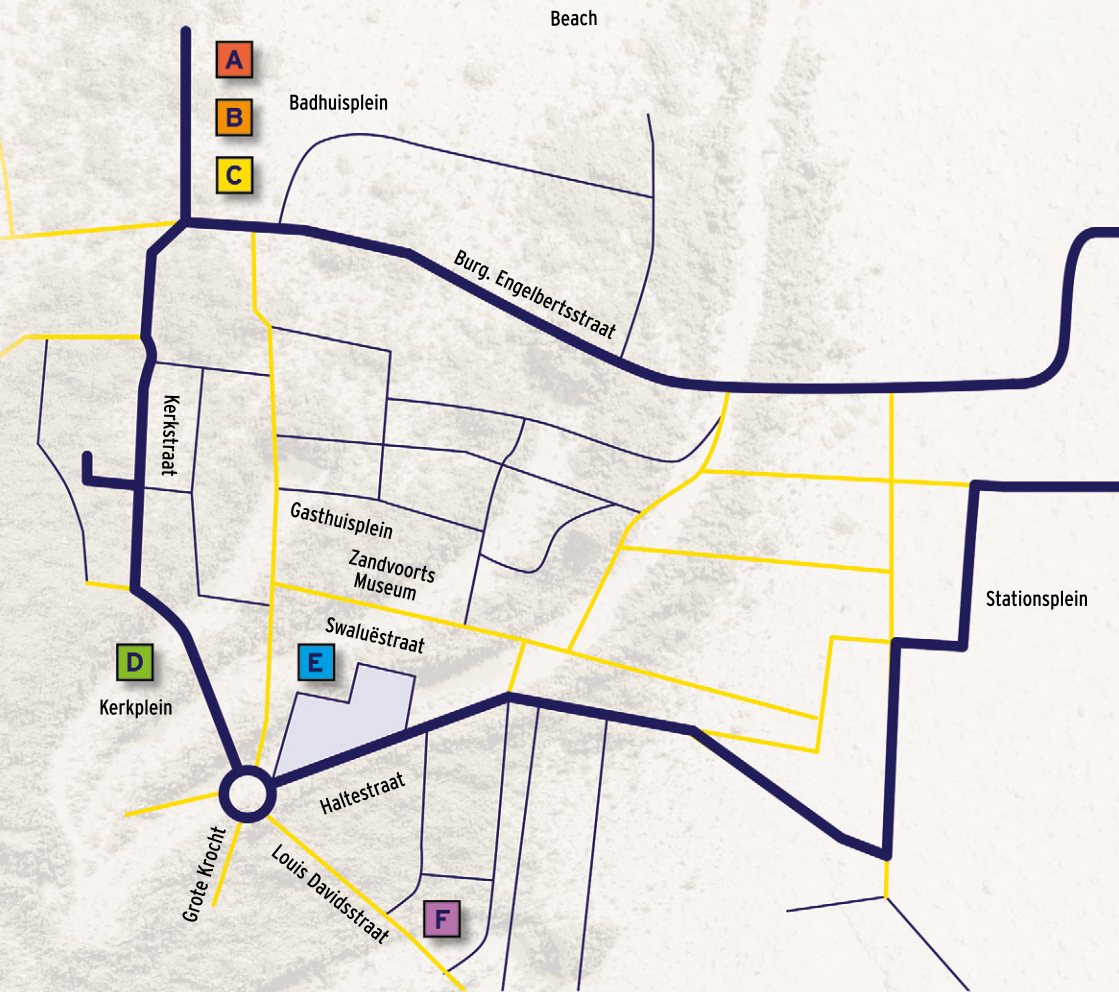 Beach
A
Badhuisplein
B
C
Burg. Engelbertsstraat
Kerkstraat
Gasthuisplein
Zandvoorts
Museum
Stationsplein
Swaluëstraat
D
E
Kerkplein
Haltestraat
Grote Krocht
Louis Davidsstraat
F